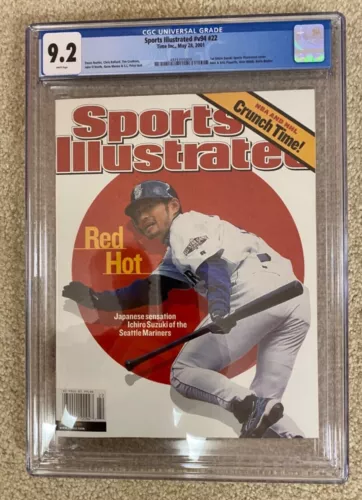 CGC UNIVERSAL GRADE
9.2
Sports Illustrated #v94 #22
Time Inc., May 28, 2001
Sports
Illustrated
NBA AND NHL
Crunch Time!
Red
Hot
Japanese sensation
Ichiro Suzuki of the
Seattle Mariners